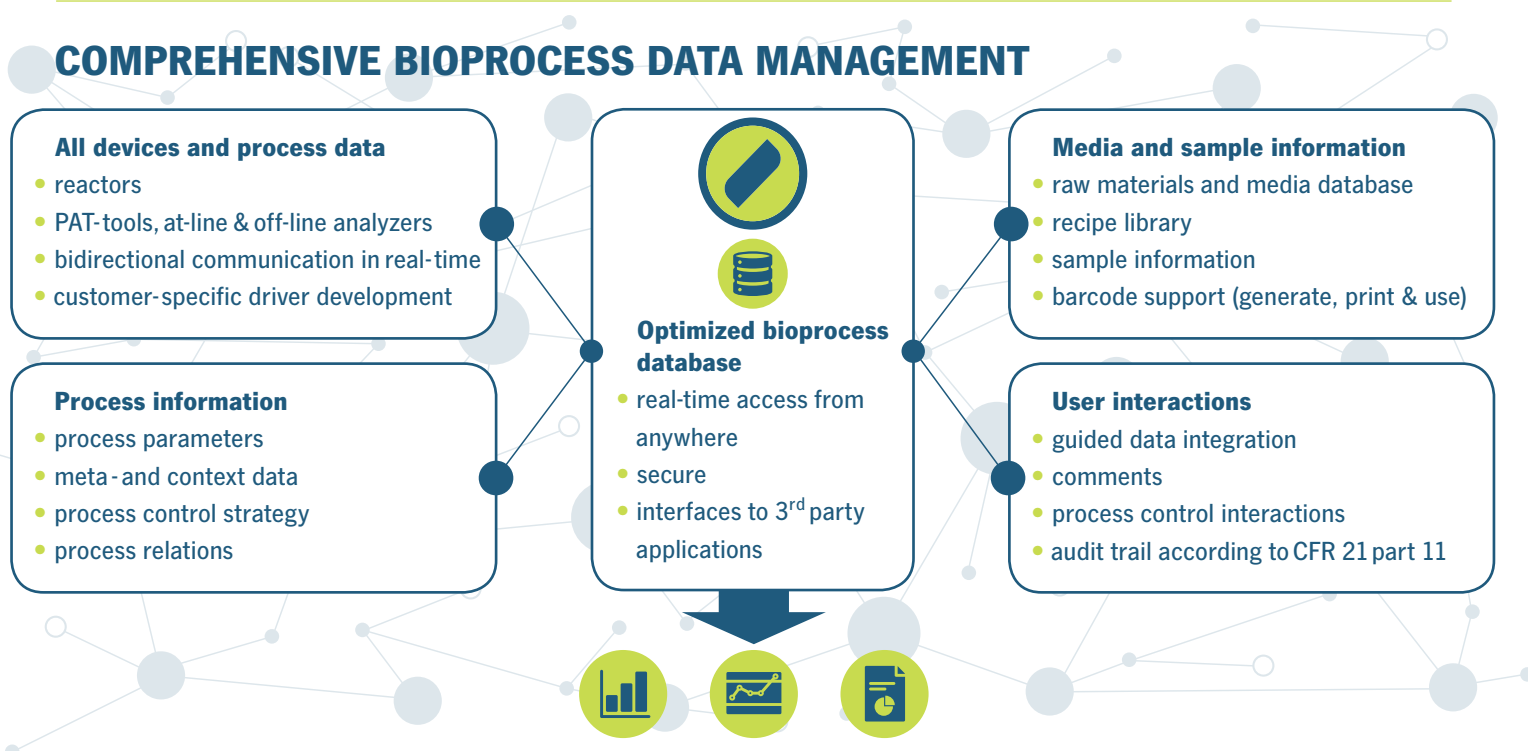 COMPREHENSIVE BIOPROCESS DATA MANAGEMENT
All devices and process data
• reactors
• PAT-tools, at-line & off-line analyzers
• bidirectional communication in real-time
• customer-specific driver development
Process information
• process parameters
• meta- and context data
• process control strategy
• process relations
Optimized bioprocess
database
• real-time access from
anywhere
• secure
• interfaces to 3rd party
applications
Media and sample information
• raw materials and media database
• recipe library
• sample information
• barcode support (generate, print & use)
User interactions
• guided data integration
• comments
• process control interactions
• audit trail according to CFR 21 part 11